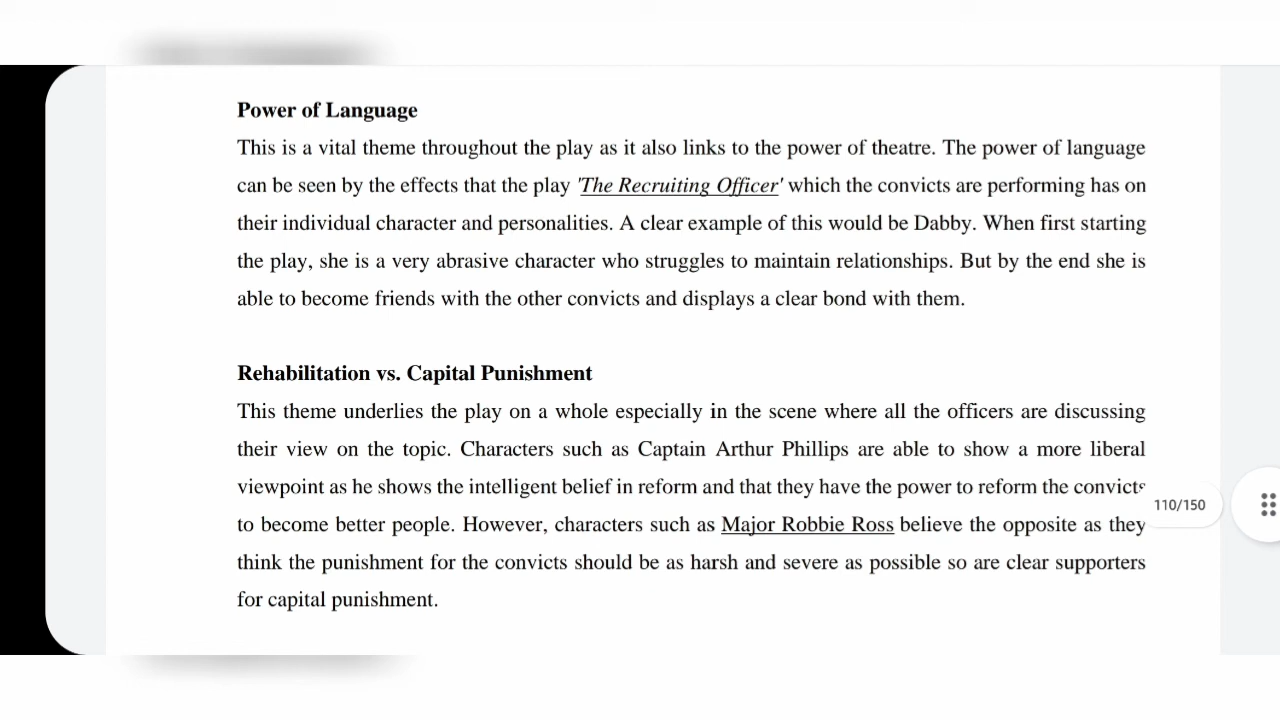 Power of Language
This is a vital theme throughout the play as it also links to the power of theatre. The power of language
can be seen by the effects that the play 'The Recruiting Officer' which the convicts are performing has on
their individual character and personalities. A clear example of this would be Dabby. When first starting
the play, she is a very abrasive character who struggles to maintain relationships. But by the end she is
able to become friends with the other convicts and displays a clear bond with them.
Rehabilitation vs. Capital Punishment
This theme underlies the play on a whole especially in the scene where all the officers are discussing
their view on the topic. Characters such as Captain Arthur Phillips are able to show a more liberal
viewpoint as he shows the intelligent belief in reform and that they have the power to reform the convicts
110/150
to become better people. However, characters such as Major Robbie Ross believe the opposite as they
think the punishment for the convicts should be as harsh and severe as possible so are clear supporters
for capital punishment.